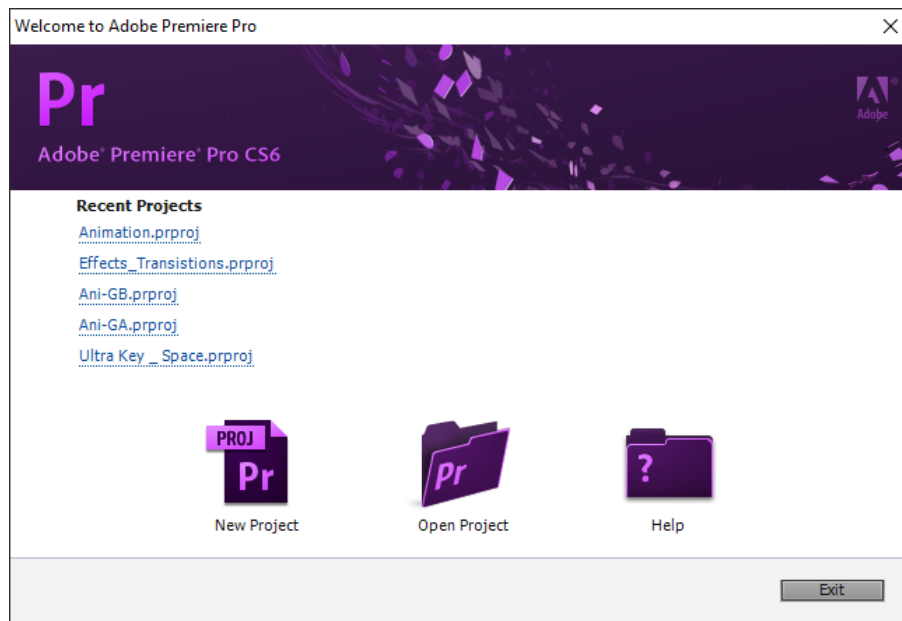 Welcome to Adobe Premiere Pro
Pr
Adobe
Adobe® Premiere® Pro CS6
Recent Projects
Animation.prproj
Effects_Transistions.prproj
Ani-GB.prproj
Ani-GA.prproj
Ultra Key _ Space.prproj
PROJ
Pr
Pr
?
New Project
Open Project
Help
Exit